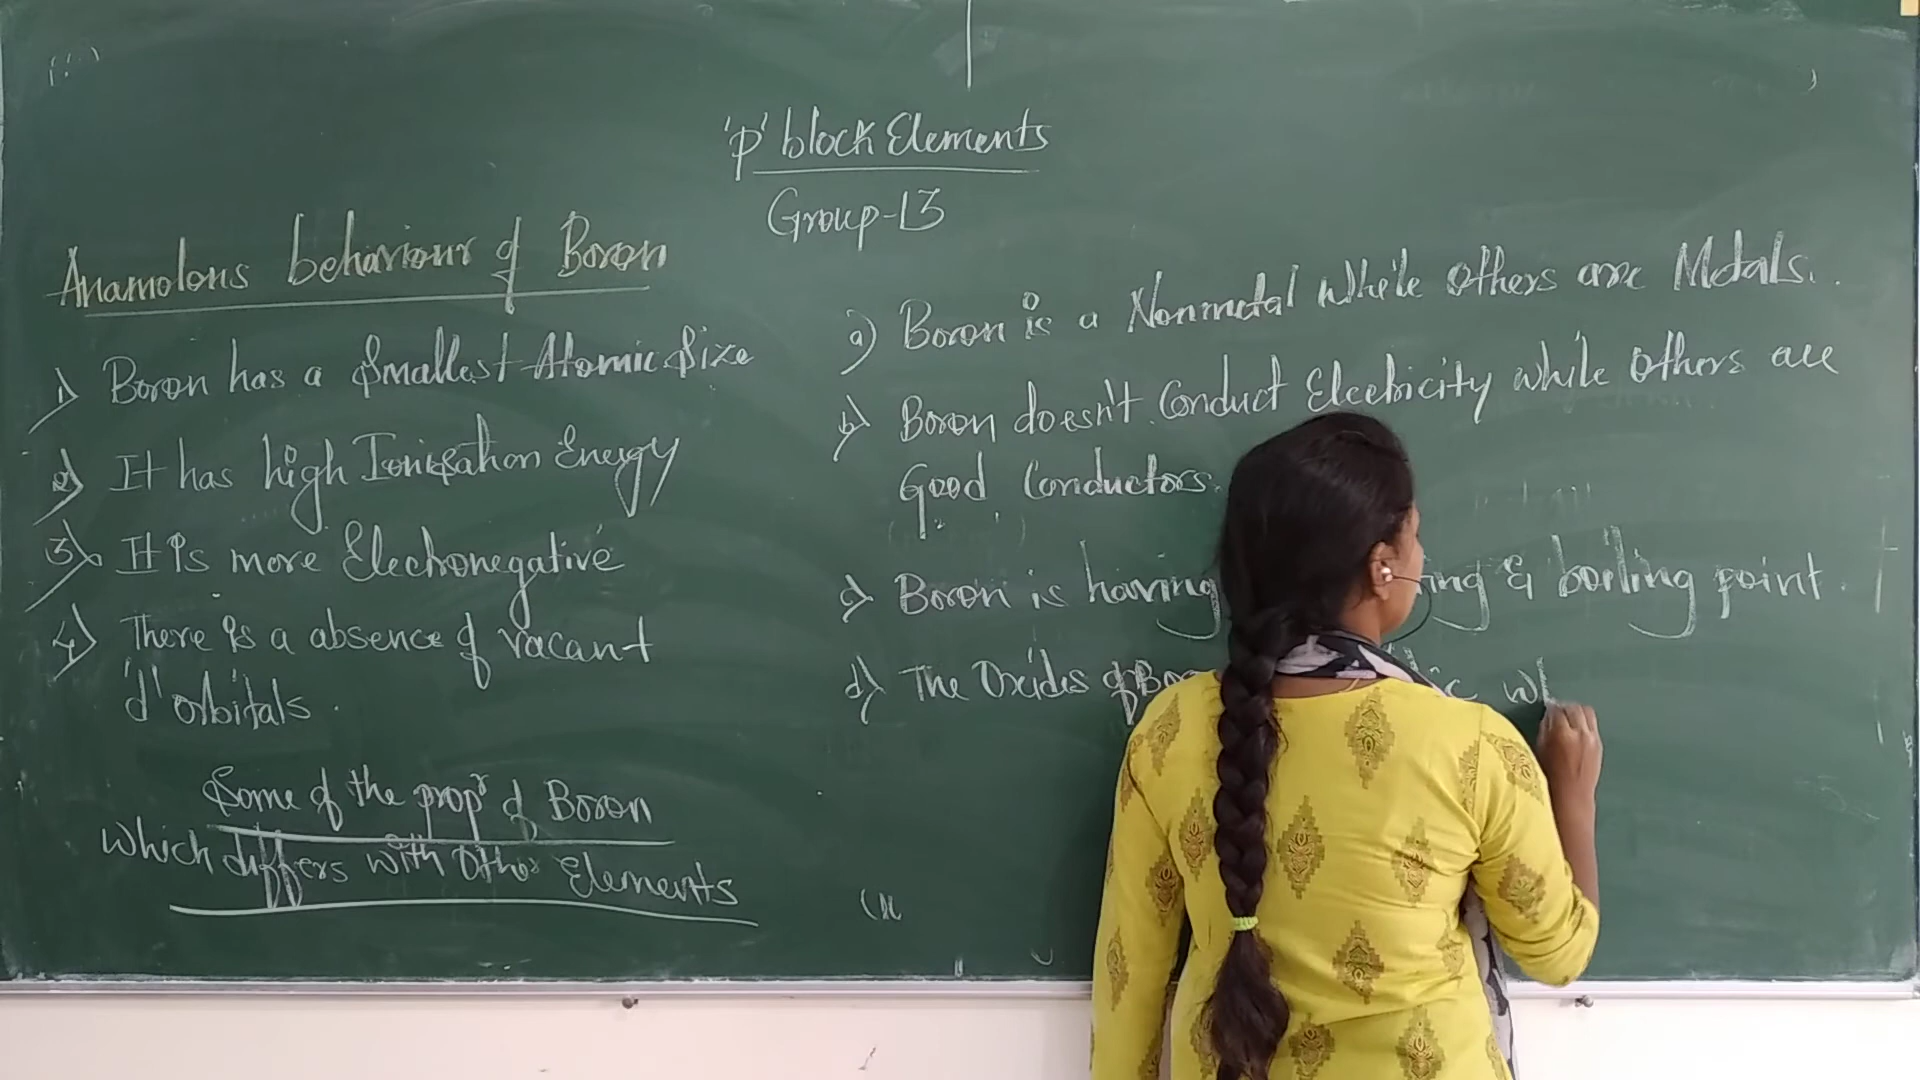 'p' block Elements
Group-13
Anamolous behaviour of Boron
1) Boron has a Smallest Atomic Size
2) It has high Ionisation Energy
3) It is more Electronegative
4) There is a absence of vacant
'd' orbitals.
Some of the propr of Boron
which differs with Other Elements
a) Boron is a Nonmetal While Others are Metals.
b) Boron doesn't Conduct Electricity while others are
Good Conductors.
c) Boron is having & boiling point.
d) The Oxides of